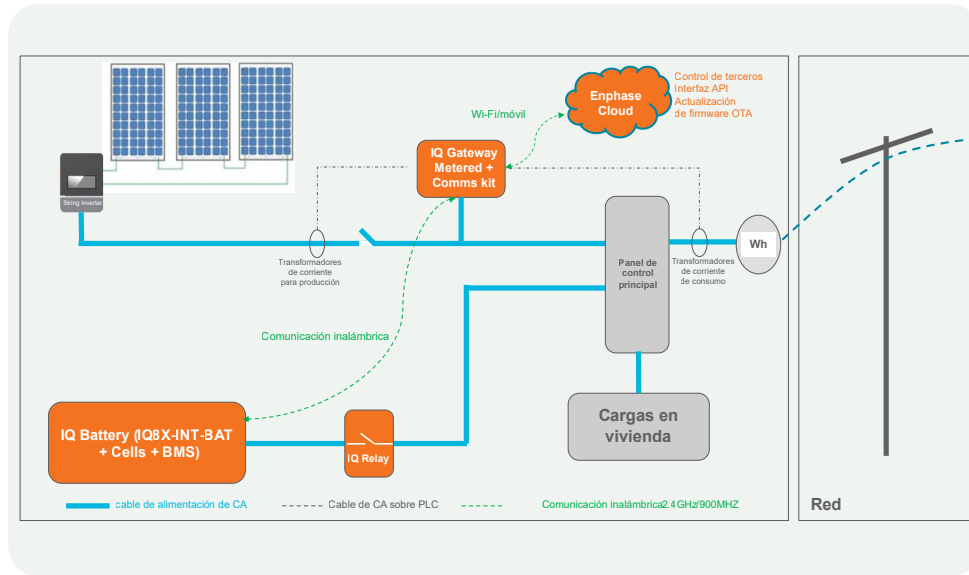 Enphase
Cloud
Control de terceros
Interfaz API
Actualización
de firmware OTA
Wi-Fi/móvil
IQ Gateway
Metered +
Comms kit
String Inverter
Transformadores
de corriente
para producción
Panel de
control
principal
Transformadores
de corriente
de consumo
Wh
Comunicación inalámbrica
IQ Battery (IQ8X-INT-BAT
+ Cells + BMS)
IQ Relay
Cargas en
vivienda
cable de alimentación de CA
Cable de CA sobre PLC
Comunicación inalámbrica2.4GHz/900MHZ
Red